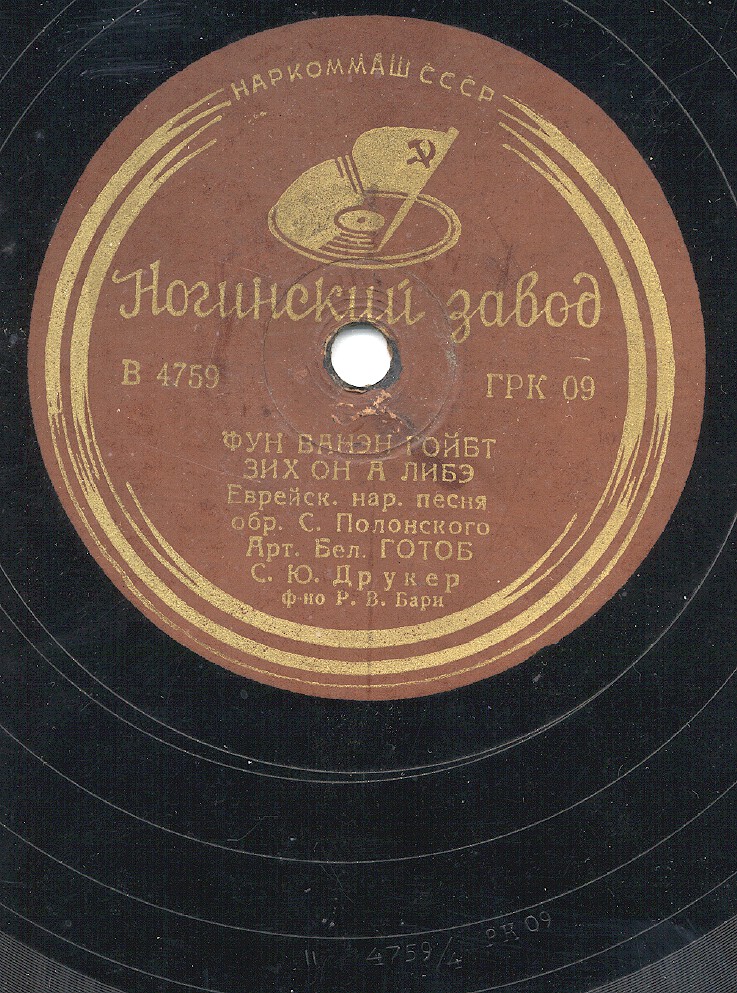 НАРКОММАШ СССР
Ногинский завод
В 4759
ГРК 09
ФУН ВАНЭН ГОЙБТ
ЗИХ ОН А ЛИБЭ
Еврейск. нар. песня
обр. С. Полонского
Арт. Бел. ГОТОБ
С. Ю. Друкер
ф-но Р. В. Бари
4759/4
09